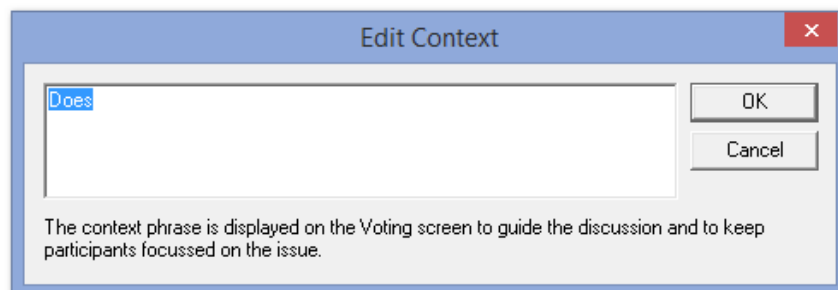 Edit Context
Does
OK
Cancel
The context phrase is displayed on the Voting screen to guide the discussion and to keep
participants focussed on the issue.